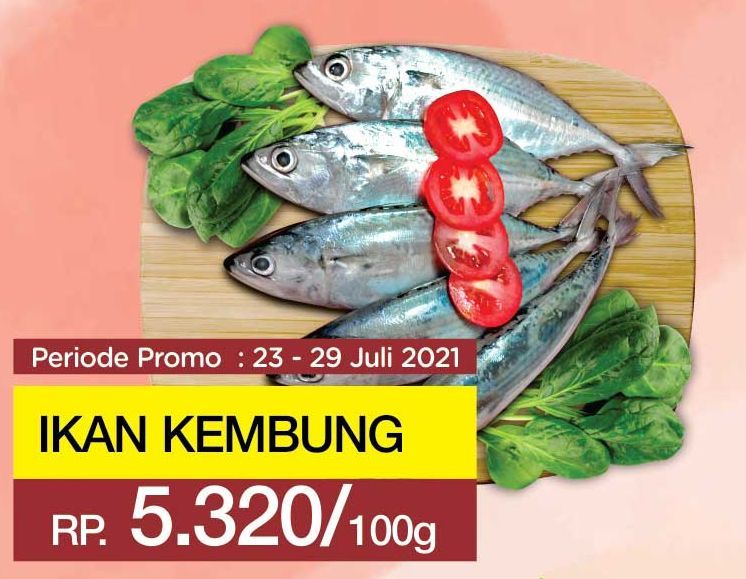 Periode Promo : 23 - 29 Juli 2021
IKAN KEMBUNG
RP. 5.320/100g